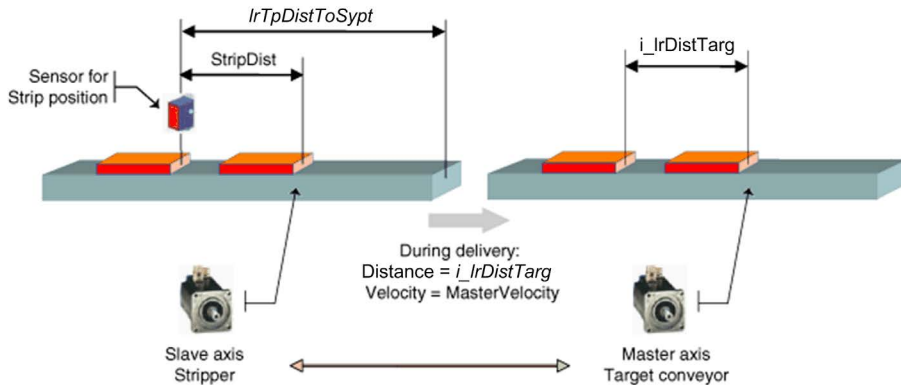 lrTpDistToSypt
StripDist
i_lrDistTarg
Sensor for
Strip position
During delivery:
Distance = i_lrDistTarg
Velocity = MasterVelocity
Slave axis
Stripper
Master axis
Target conveyor